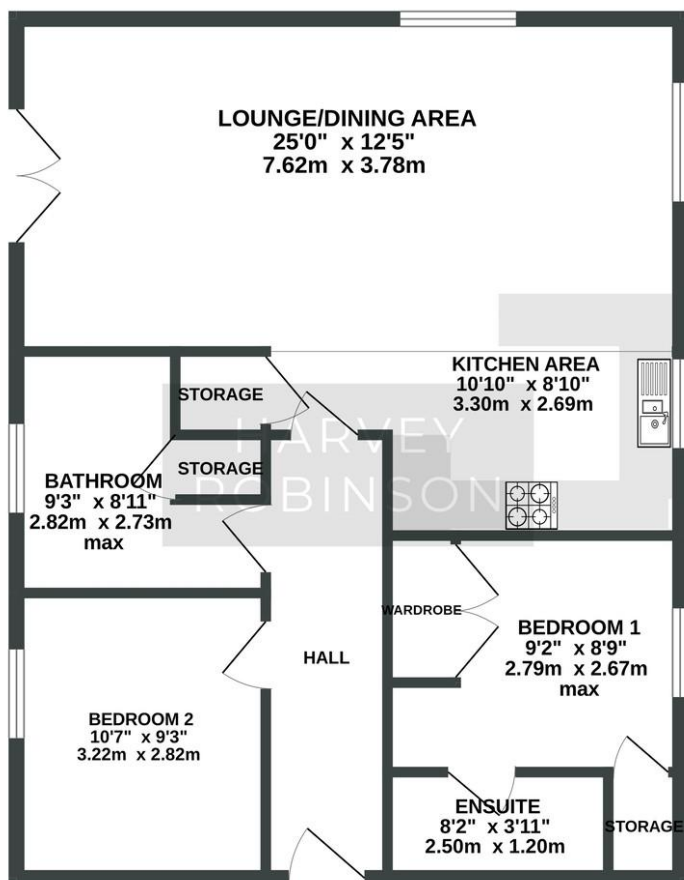 LOUNGE/DINING AREA
25'0" x 12'5"
7.62m x 3.78m
KITCHEN AREA
10'10" x 8'10"
3.30m x 2.69m
STORAGE
HARVEY
ROBINSON
STORAGE
BATHROOM
9'3" x 8'11"
2.82m x 2.73m
max
WARDROBE
BEDROOM 1
9'2" x 8'9"
2.79m x 2.67m
max
HALL
BEDROOM 2
10'7" x 9'3"
3.22m x 2.82m
ENSUITE
8'2" x 3'11"
2.50m x 1.20m
STORAGE